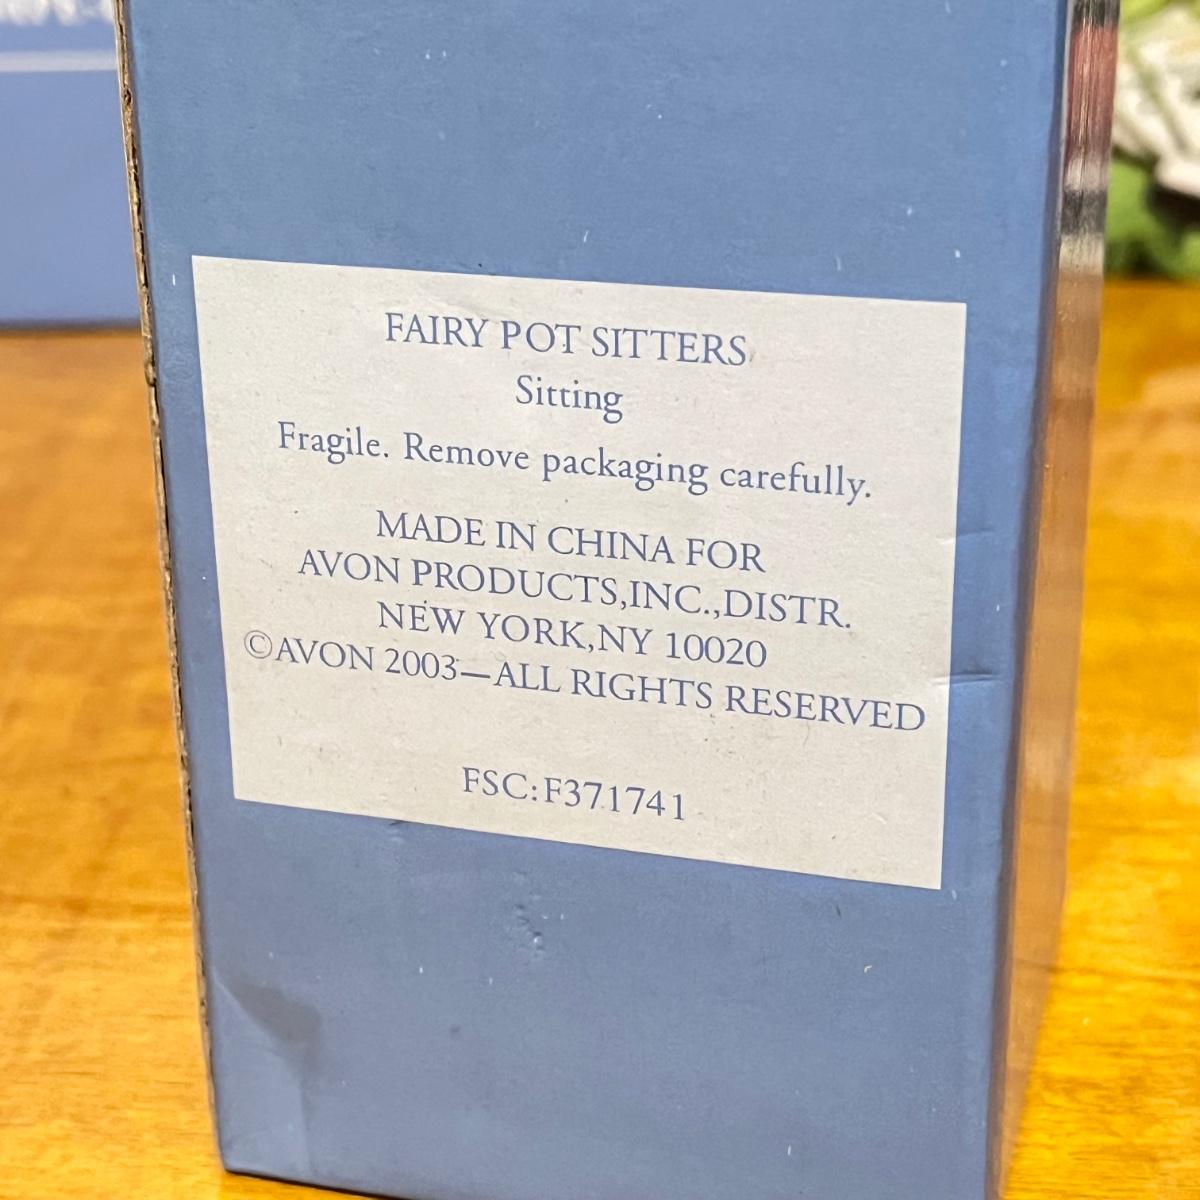 FAIRY POT SITTERS
Sitting
Fragile. Remove packaging carefully.
MADE IN CHINA FOR
AVON PRODUCTS,INC.,DISTR.
NEW YORK,NY 10020
©AVON 2003—ALL RIGHTS RESERVED
FSC:F371741